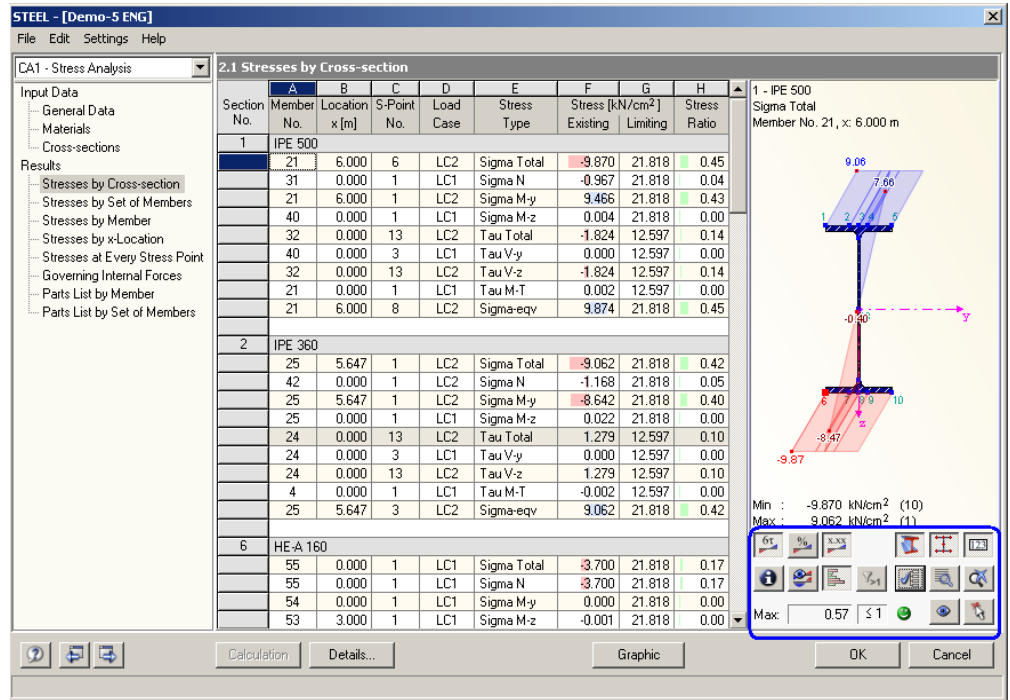 STEEL - [Demo-5 ENG]
File Edit Settings Help
CA1 - Stress Analysis
Input Data
General Data
Materials
Cross-sections
Results
Stresses by Cross-section
Stresses by Set of Members
Stresses by Member
Stresses by x-Location
Stresses at Every Stress Point
Governing Internal Forces
Parts List by Member
Parts List by Set of Members
2.1 Stresses by Cross-section
A B C D E F G H
Section Member Location S-Point Load Stress Stress [kN/cm2] Stress
No. No. x [m] No. Case Type Existing Limiting Ratio
1 IPE 500
21 6.000 6 LC2 Sigma Total -9.870 21.818 0.45
31 0.000 1 LC1 Sigma N -0.967 21.818 0.04
21 6.000 1 LC2 Sigma M-y 9.466 21.818 0.43
40 0.000 1 LC1 Sigma M-z 0.004 21.818 0.00
32 0.000 13 LC2 Tau Total -1.824 12.597 0.14
40 0.000 3 LC1 Tau V-y 0.000 12.597 0.00
32 0.000 13 LC2 Tau V-z -1.824 12.597 0.14
21 0.000 1 LC1 Tau M-T 0.002 12.597 0.00
21 6.000 8 LC2 Sigma-eqv 9.874 21.818 0.45
2 IPE 360
25 5.647 1 LC2 Sigma Total -9.062 21.818 0.42
42 0.000 1 LC1 Sigma N -1.168 21.818 0.05
25 5.647 1 LC2 Sigma M-y -8.642 21.818 0.40
25 0.000 1 LC1 Sigma M-z 0.022 21.818 0.00
24 0.000 13 LC2 Tau Total 1.279 12.597 0.10
24 0.000 3 LC1 Tau V-y 0.000 12.597 0.00
24 0.000 13 LC2 Tau V-z 1.279 12.597 0.10
4 0.000 1 LC1 Tau M-T -0.002 12.597 0.00
25 5.647 3 LC2 Sigma-eqv 9.062 21.818 0.42
6 HE-A 160
55 0.000 1 LC1 Sigma Total -3.700 21.818 0.17
55 0.000 1 LC1 Sigma N -3.700 21.818 0.17
54 0.000 1 LC1 Sigma M-y 0.000 21.818 0.00
53 3.000 1 LC1 Sigma M-z -0.001 21.818 0.00
1 - IPE 500
Sigma Total
Member No. 21, x: 6.000 m
9.06
7.66
1 2 3 4 5
-0.40
y
6 7 8 9 10
z
-8.47
-9.87
Min : -9.870 kN/cm2 (10)
Max : 9.062 kN/cm2 (1)
% x.xx 123
Max: 0.57 ≤ 1
Calculation Details... Graphic OK Cancel